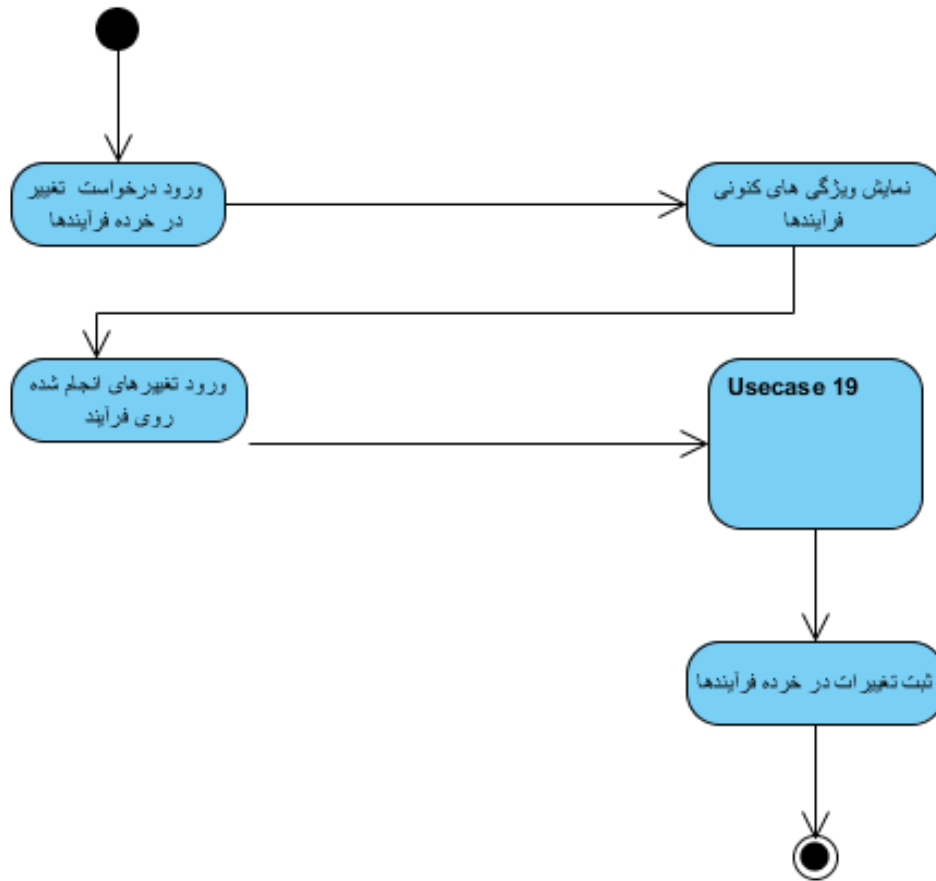 ورود درخواست تغییر
در خرده فرآیندها
نمایش ویژگی های کنونی
فرآیندها
ورود تغییرهای انجام شده
روی فرآیند
Usecase 19
ثبت تغییرات در خرده فرآیندها